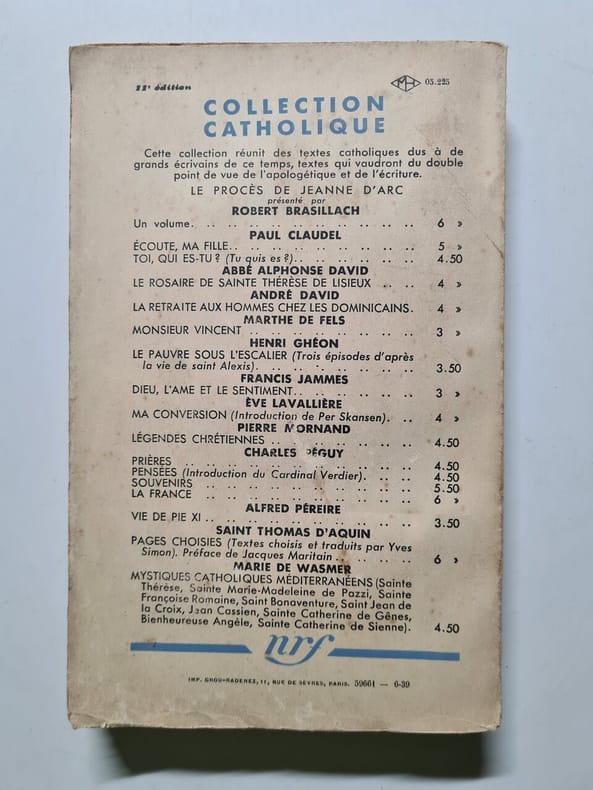 22ᵉ édition
MH 05.225
COLLECTION
CATHOLIQUE
Cette collection réunit des textes catholiques dus à de
grands écrivains de ce temps, textes qui vaudront du double
point de vue de l'apologétique et de l'écriture.
LE PROCÈS DE JEANNE D'ARC
présenté par
ROBERT BRASILLACH
Un volume. . . . . . . . . . . . 6 »
PAUL CLAUDEL
ÉCOUTE, MA FILLE. . . . . . . . . . 5 »
TOI, QUI ES-TU ? (Tu quis es ?). . . . . . . 4.50
ABBÉ ALPHONSE DAVID
LE ROSAIRE DE SAINTE THÉRÈSE DE LISIEUX . . . 4 »
ANDRÉ DAVID
LA RETRAITE AUX HOMMES CHEZ LES DOMINICAINS. 4 »
MARTHE DE FELS
MONSIEUR VINCENT . . . . . . . . . 3 »
HENRI GHÉON
LE PAUVRE SOUS L'ESCALIER (Trois épisodes d'après
la vie de saint Alexis). . . . . . . . . 3.50
FRANCIS JAMMES
DIEU, L'AME ET LE SENTIMENT. . . . . . . 3 »
ÈVE LAVALLIÈRE
MA CONVERSION (Introduction de Per Skansen). . . 4 »
PIERRE MORNAND
LÉGENDES CHRÉTIENNES . . . . . . . . 4.50
CHARLES PÉGUY
PRIÈRES . . . . . . . . . . . . 4.50
PENSÉES (Introduction du Cardinal Verdier). . . . 4.50
SOUVENIRS . . . . . . . . . . . 5.50
LA FRANCE . . . . . . . . . . . 6 »
ALFRED PÉREIRE
VIE DE PIE XI . . . . . . . . . . . 3.50
SAINT THOMAS D'AQUIN
PAGES CHOISIES (Textes choisis et traduits par Yves
Simon). Préface de Jacques Maritain . . . . . 6 »
MARIE DE WASMER
MYSTIQUES CATHOLIQUES MÉDITERRANÉENS (Sainte
Thérèse, Sainte Marie-Madeleine de Pazzi, Sainte
Françoise Romaine, Saint Bonaventure, Saint Jean de
la Croix, Jean Cassien, Sainte Catherine de Gênes,
Bienheureuse Angèle, Sainte Catherine de Sienne). 4.50
nrf
IMP. GROU-RADENEZ, 11, RUE DE SÈVRES, PARIS. 59661 — 6-39